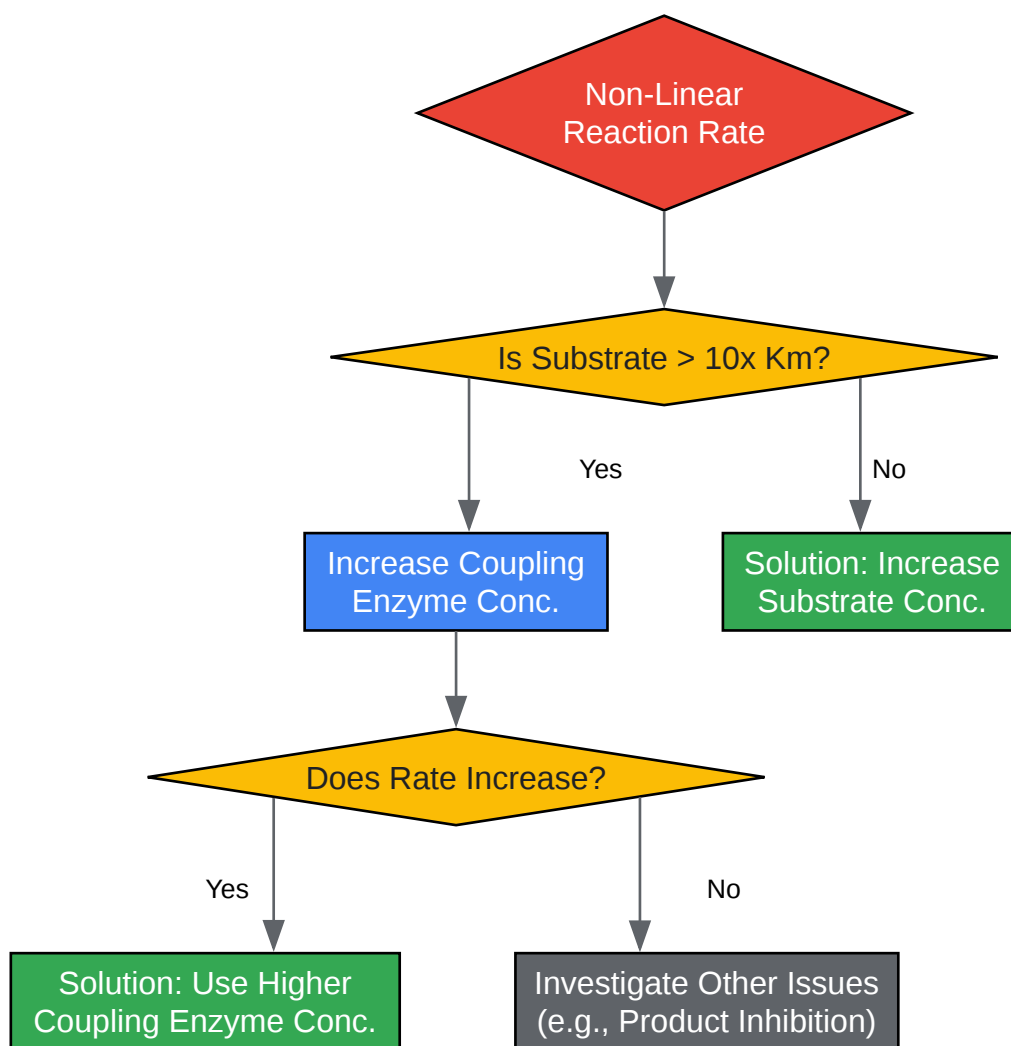 Non-Linear
Reaction Rate
Is Substrate > 10x Km?
Yes
No
Increase Coupling
Enzyme Conc.
Solution: Increase
Substrate Conc.
Does Rate Increase?
Yes
No
Solution: Use Higher
Coupling Enzyme Conc.
Investigate Other Issues
(e.g., Product Inhibition)